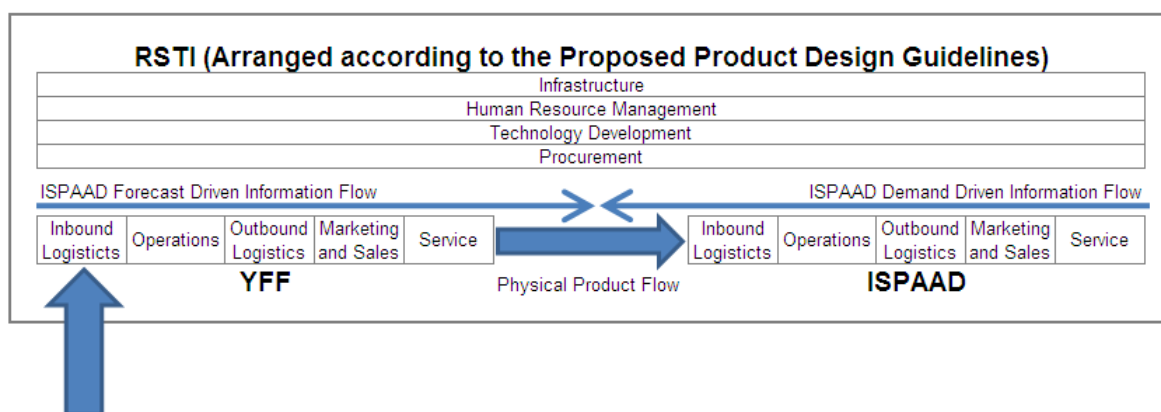 RSTI (Arranged according to the Proposed Product Design Guidelines)
Infrastructure
Human Resource Management
Technology Development
Procurement
ISPAAD Forecast Driven Information Flow
ISPAAD Demand Driven Information Flow
Inbound
Logisticts
Operations
Outbound
Logistics
Marketing
and Sales
Service
Inbound
Logisticts
Operations
Outbound
Logistics
Marketing
and Sales
Service
YFF
Physical Product Flow
ISPAAD